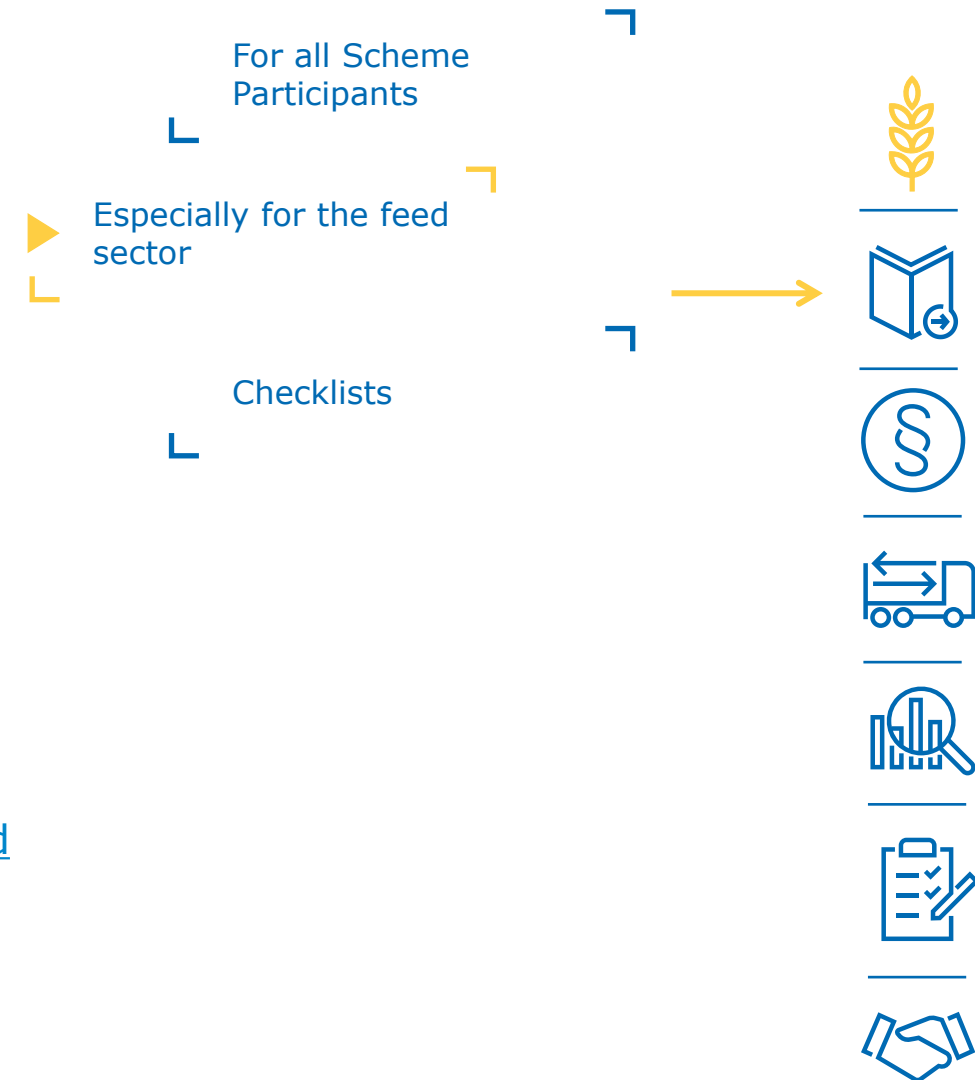 For all Scheme
Participants
Especially for the feed
sector
Checklists